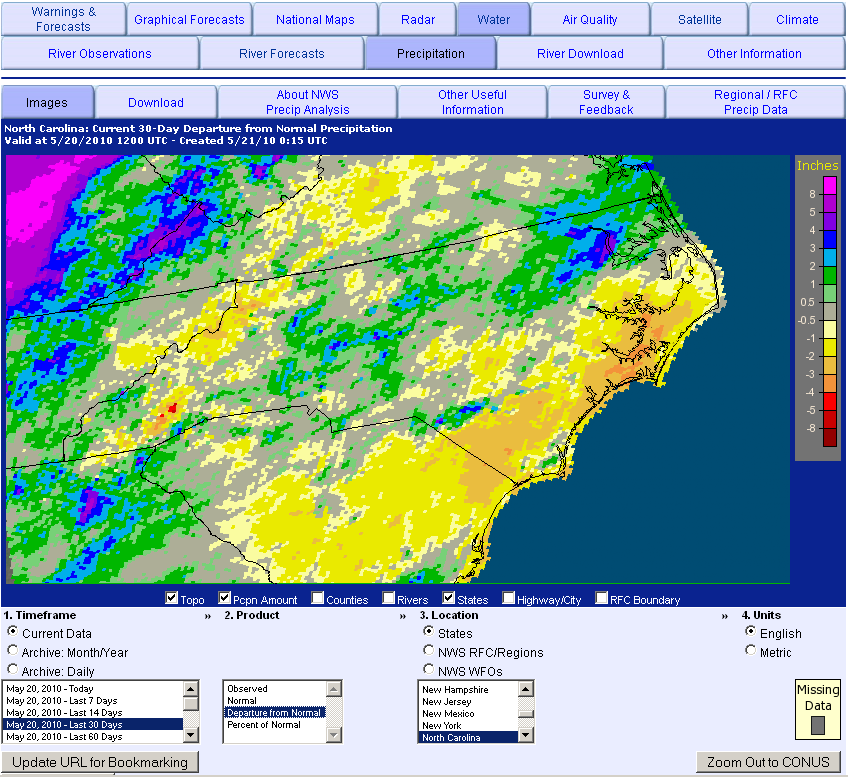 Warnings &
Forecasts
Graphical Forecasts
National Maps
Radar
Water
Air Quality
Satellite
Climate
River Observations
River Forecasts
Precipitation
River Download
Other Information
Images
Download
About NWS
Precip Analysis
Other Useful
Information
Survey &
Feedback
Regional / RFC
Precip Data
North Carolina: Current 30-Day Departure from Normal Precipitation
Valid at 5/20/2010 1200 UTC - Created 5/21/10 0:15 UTC
Inches
8
5
4
3
2
1
0.5
-0.5
-1
-2
-3
-4
-5
-8
Topo
Pcpn Amount
Counties
Rivers
States
Highway/City
RFC Boundary
1. Timeframe
»
2. Product
»
3. Location
»
4. Units
Current Data
Archive: Month/Year
Archive: Daily
States
NWS RFC/Regions
NWS WFOs
English
Metric
May 20, 2010 - Today
May 20, 2010 - Last 7 Days
May 20, 2010 - Last 14 Days
May 20, 2010 - Last 30 Days
May 20, 2010 - Last 60 Days
Observed
Normal
Departure from Normal
Percent of Normal
New Hampshire
New Jersey
New Mexico
New York
North Carolina
Missing
Data
Update URL for Bookmarking
Zoom Out to CONUS